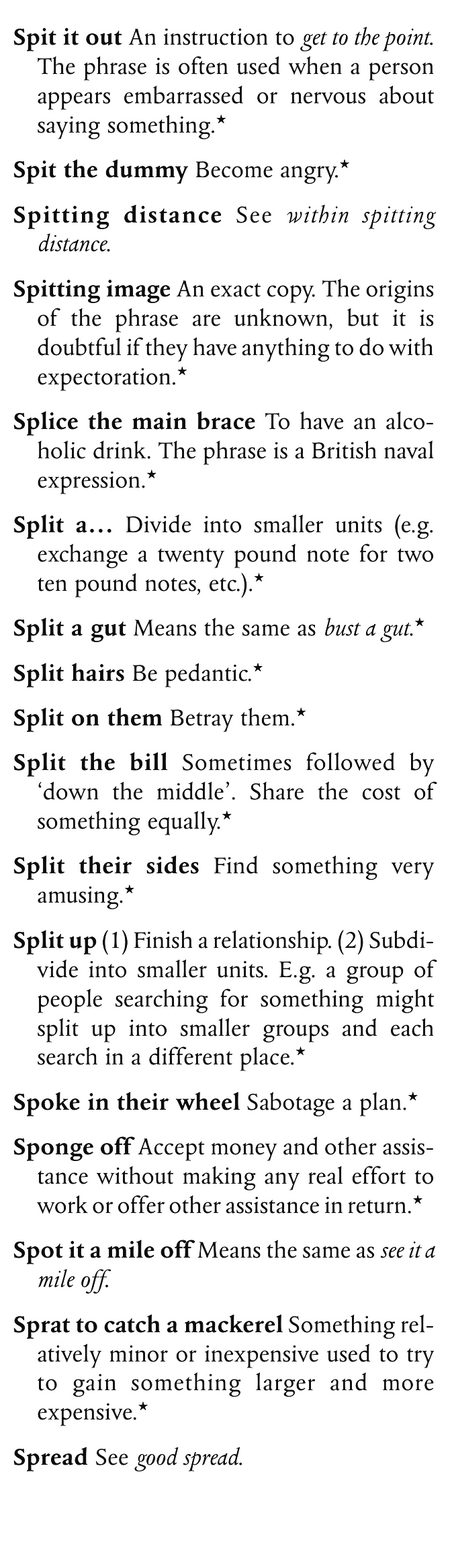 Spit it out An instruction to get to the point.
The phrase is often used when a person
appears embarrassed or nervous about
saying something.★
Spit the dummy Become angry.★
Spitting distance See within spitting
distance.
Spitting image An exact copy. The origins
of the phrase are unknown, but it is
doubtful if they have anything to do with
expectoration.★
Splice the main brace To have an alco-
holic drink. The phrase is a British naval
expression.★
Split a… Divide into smaller units (e.g.
exchange a twenty pound note for two
ten pound notes, etc.).★
Split a gut Means the same as bust a gut.★
Split hairs Be pedantic.★
Split on them Betray them.★
Split the bill Sometimes followed by
‘down the middle’. Share the cost of
something equally.★
Split their sides Find something very
amusing.★
Split up (1) Finish a relationship. (2) Subdi-
vide into smaller units. E.g. a group of
people searching for something might
split up into smaller groups and each
search in a different place.★
Spoke in their wheel Sabotage a plan.★
Sponge off Accept money and other assis-
tance without making any real effort to
work or offer other assistance in return.★
Spot it a mile off Means the same as see it a
mile off.
Sprat to catch a mackerel Something rel-
atively minor or inexpensive used to try
to gain something larger and more
expensive.★
Spread See good spread.